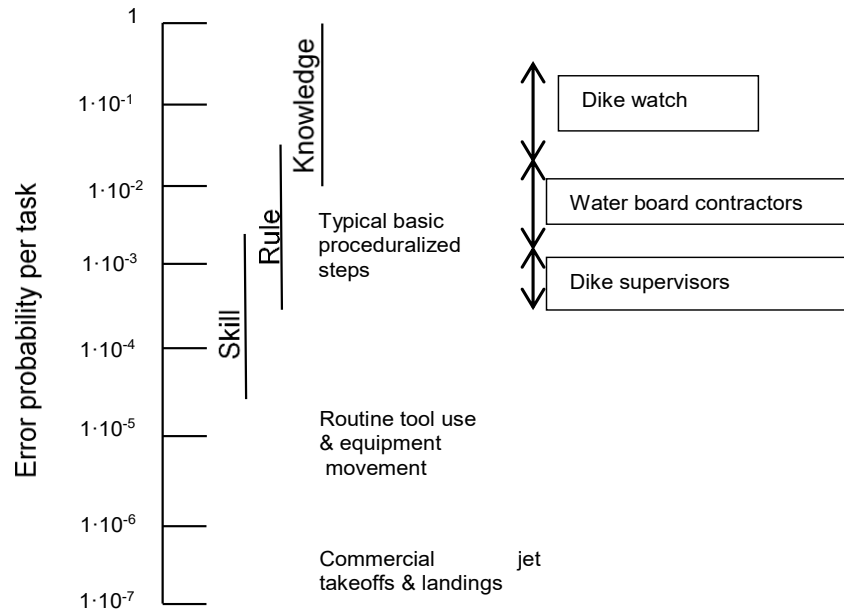 Error probability per task
1
1·10⁻¹
1·10⁻²
1·10⁻³
1·10⁻⁴
1·10⁻⁵
1·10⁻⁶
1·10⁻⁷
Skill
Rule
Knowledge
Typical basic
proceduralized
steps
Routine tool use
& equipment
movement
Commercial jet
takeoffs & landings
Dike watch
Water board contractors
Dike supervisors